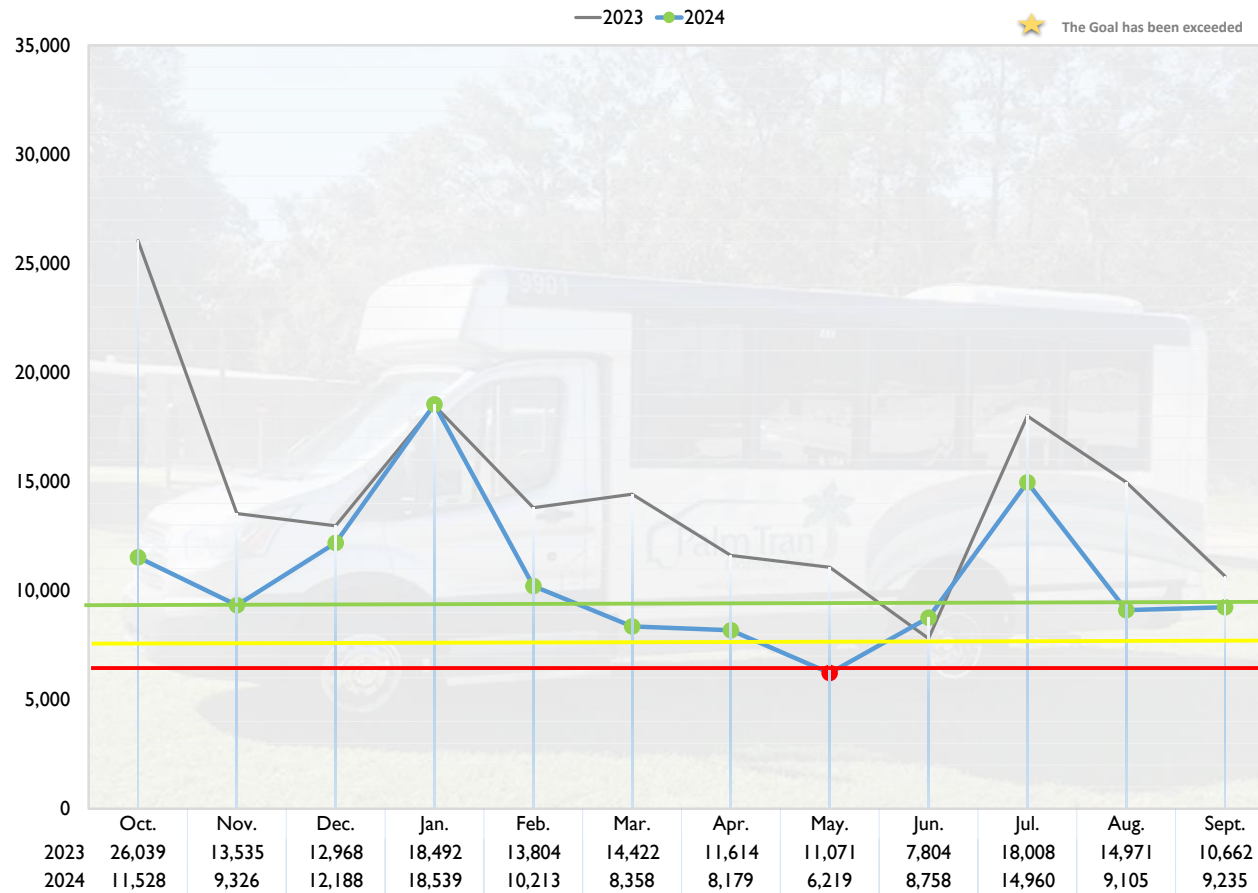 2023 2024
The Goal has been exceeded
35,000
30,000
25,000
20,000
15,000
10,000
5,000
0
9901
Palm Tran
Oct. Nov. Dec. Jan. Feb. Mar. Apr. May. Jun. Jul. Aug. Sept.
2023 26,039 13,535 12,968 18,492 13,804 14,422 11,614 11,071 7,804 18,008 14,971 10,662
2024 11,528 9,326 12,188 18,539 10,213 8,358 8,179 6,219 8,758 14,960 9,105 9,235